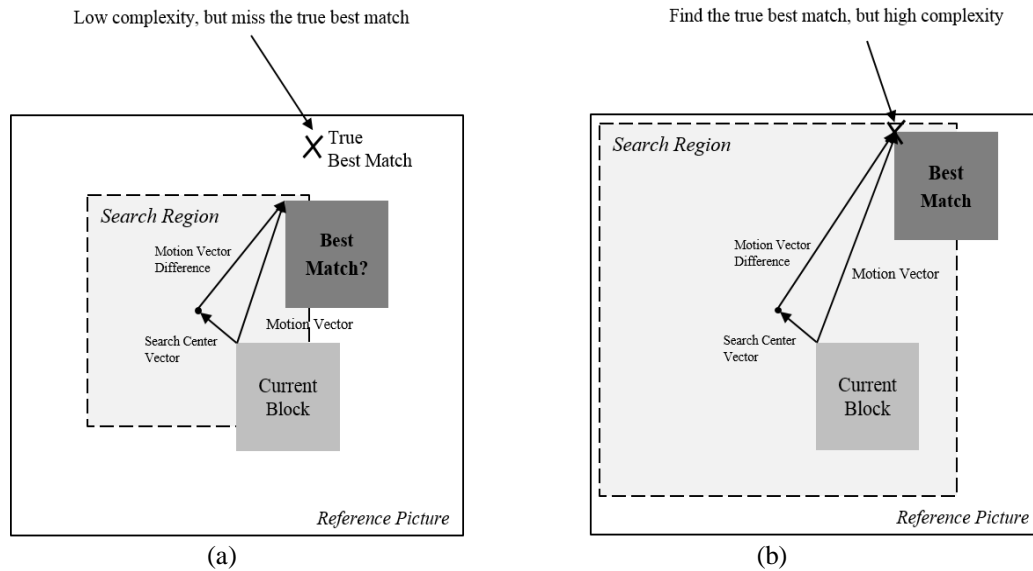 Low complexity, but miss the true best match
True
Best Match
Search Region
Best
Match?
Motion Vector
Difference
Motion Vector
Search Center
Vector
Current
Block
Reference Picture
(a)
Find the true best match, but high complexity
Search Region
Best
Match
Motion Vector
Difference
Motion Vector
Search Center
Vector
Current
Block
Reference Picture
(b)